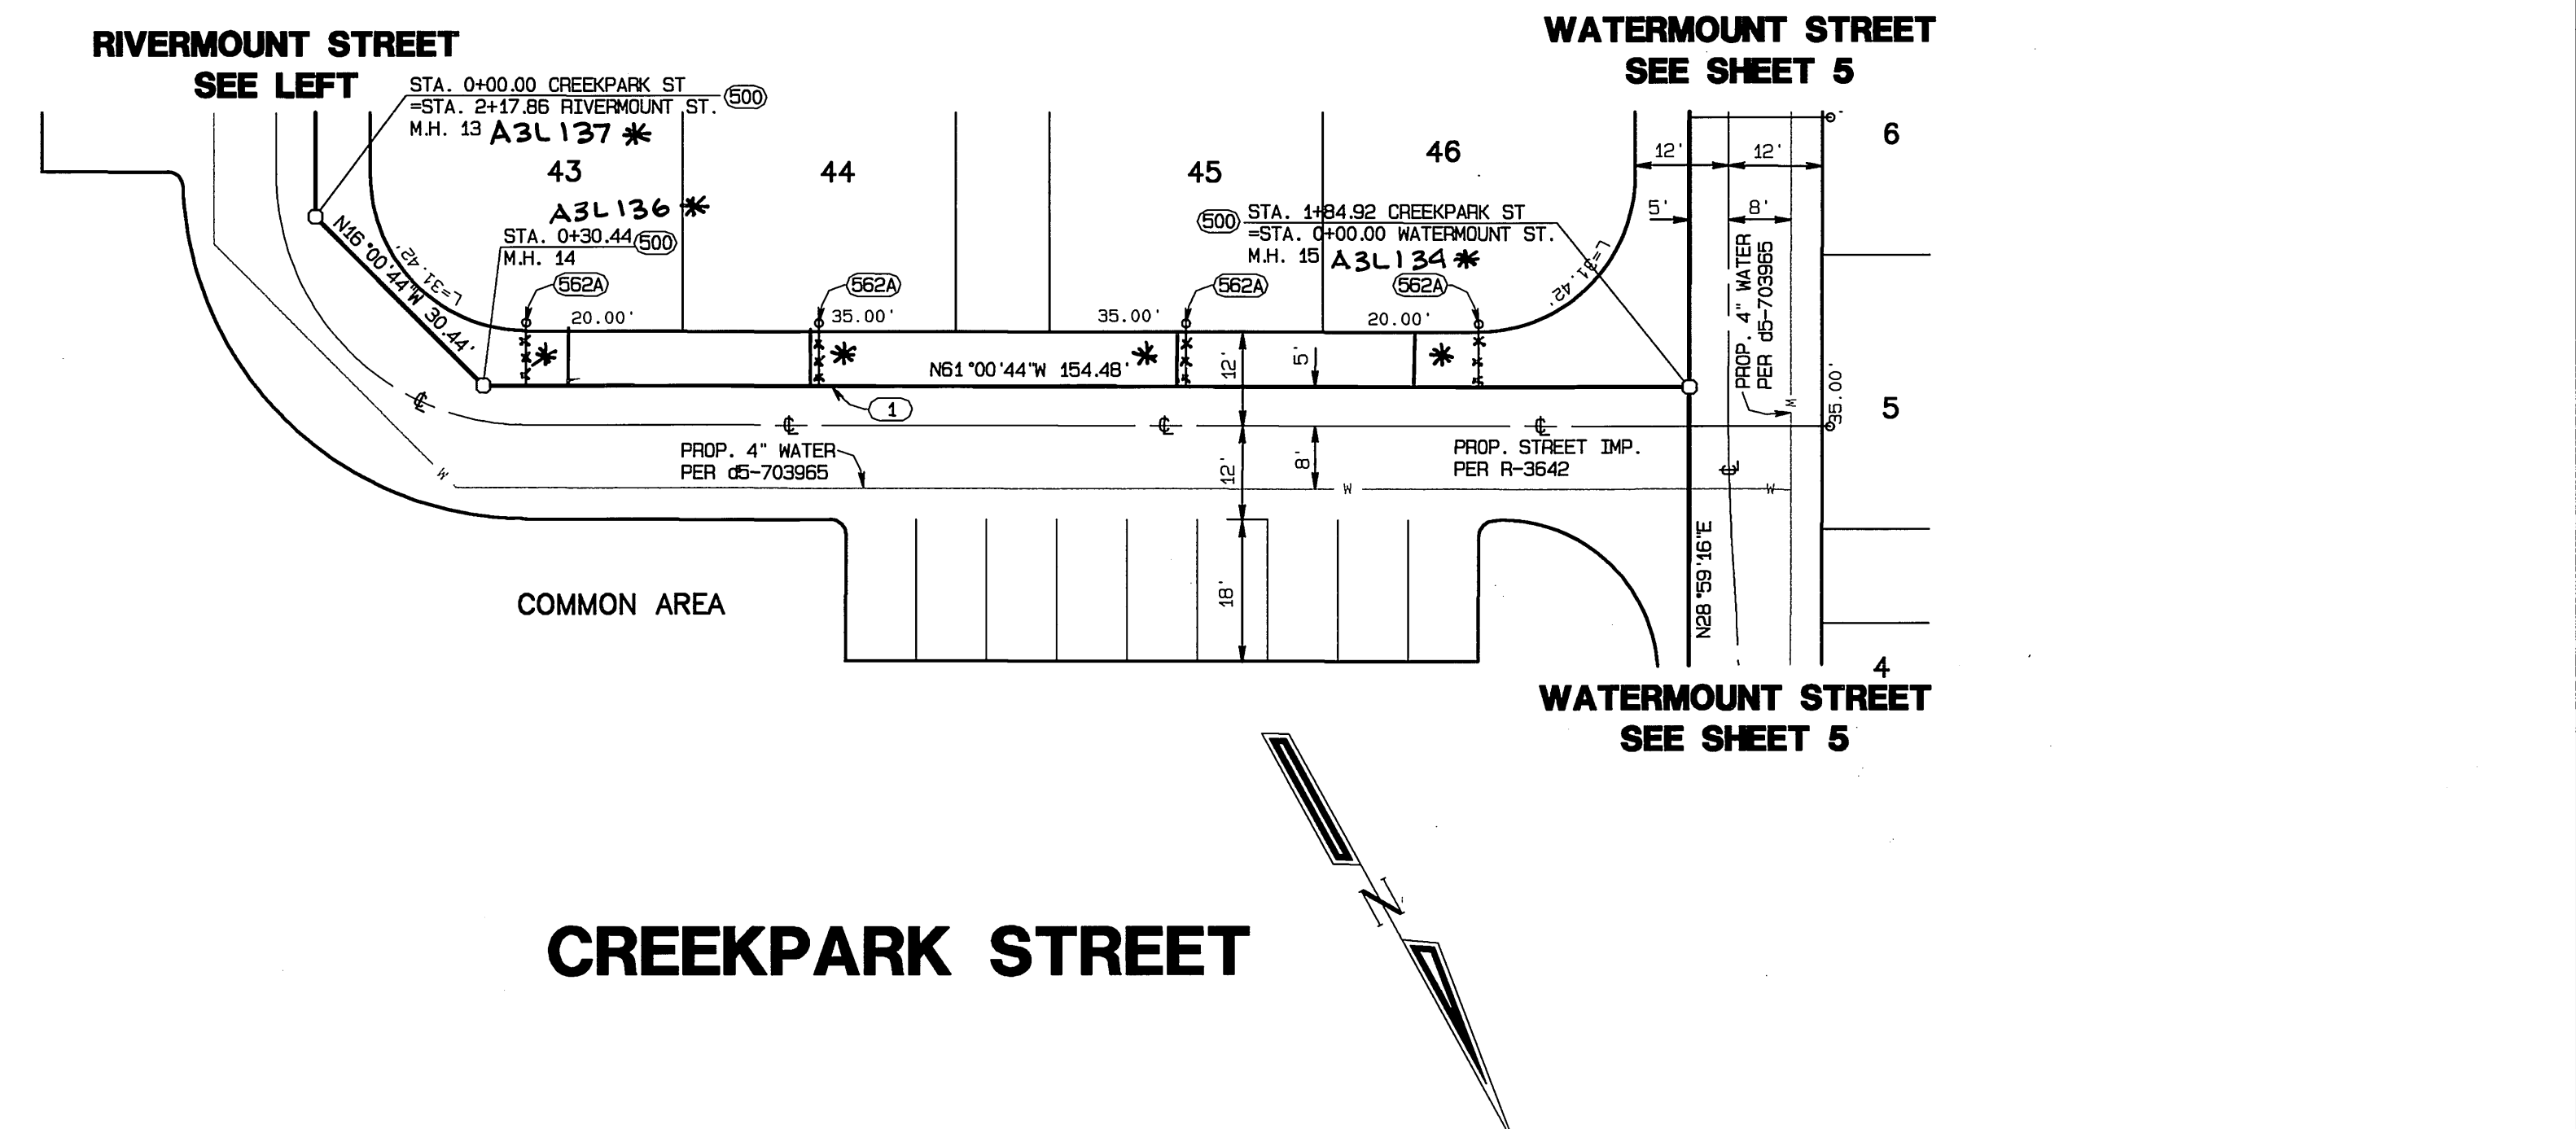 RIVERMOUNT STREET
SEE LEFT
WATERMOUNT STREET
SEE SHEET 5
STA. 0+00.00 CREEKPARK ST
=STA. 2+17.86 RIVERMOUNT ST.
M.H. 13 A3L137 *
500
43
44
45
46
6
12' 12'
5' 8'
A3L136 *
STA. 0+30.44 500
M.H. 14
500 STA. 1+84.92 CREEKPARK ST
=STA. 0+00.00 WATERMOUNT ST.
M.H. 15 A3L134 *
N16°00'44"W 30.44'
L=31.42'
L=31.42'
562A
562A
562A
562A
20.00'
35.00'
35.00'
20.00'
* * * *
N61°00'44"W 154.48'
12'
5'
PROP. 4" WATER
PER d5-703965
35.00'
5
1
℄
℄ ℄ ℄
PROP. 4" WATER
PER d5-703965
12'
8'
PROP. STREET IMP.
PER R-3642
℄
W
W W
W
18'
N28°59'16"E
COMMON AREA
4
WATERMOUNT STREET
SEE SHEET 5
N
CREEKPARK STREET